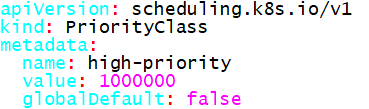 apiVersion: scheduling.k8s.io/v1
kind: PriorityClass
metadata:
  name: high-priority
  value: 1000000
  globalDefault: false